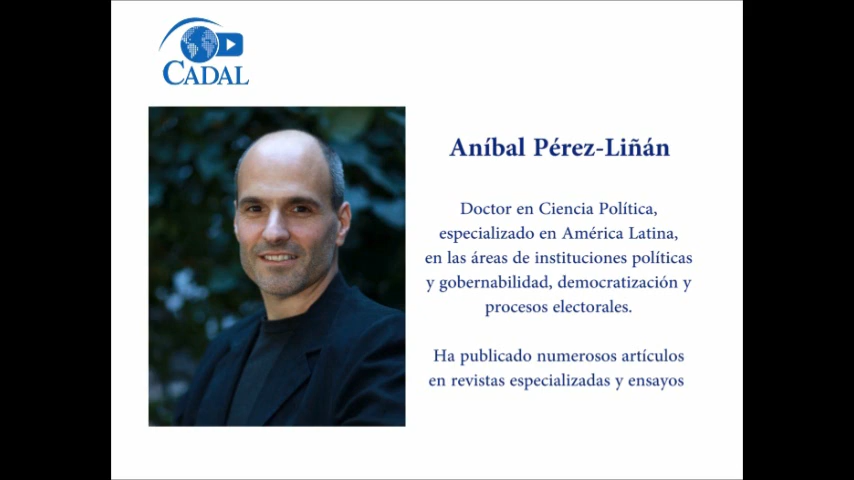 CADAL
Aníbal Pérez-Liñán
Doctor en Ciencia Política,
especializado en América Latina,
en las áreas de instituciones políticas
y gobernabilidad, democratización y
procesos electorales.
Ha publicado numerosos artículos
en revistas especializadas y ensayos